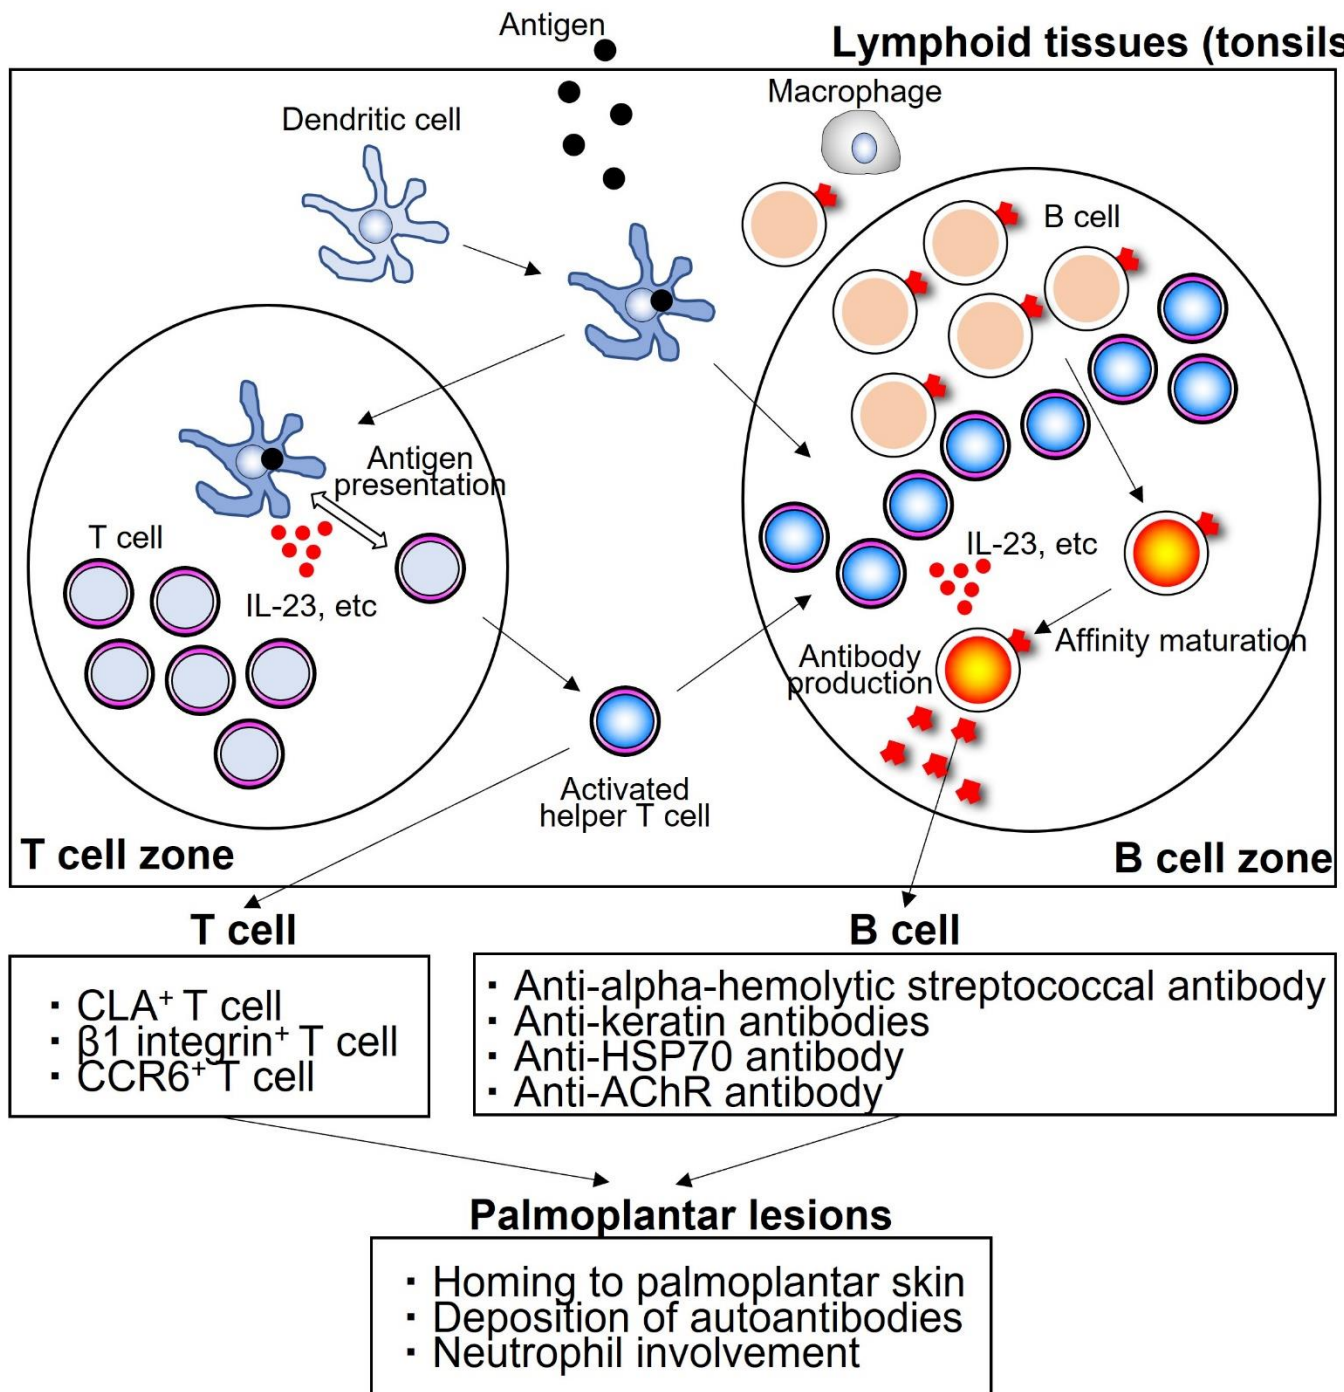 Antigen
Lymphoid tissues (tonsils
Macrophage
Dendritic cell
B cell
Antigen
presentation
T cell
IL-23, etc
IL-23, etc
Affinity maturation
Antibody
production
Activated
helper T cell
T cell zone
B cell zone
T cell
・CLA⁺ T cell
・β1 integrin⁺ T cell
・CCR6⁺ T cell
B cell
・Anti-alpha-hemolytic streptococcal antibody
・Anti-keratin antibodies
・Anti-HSP70 antibody
・Anti-AChR antibody
Palmoplantar lesions
・Homing to palmoplantar skin
・Deposition of autoantibodies
・Neutrophil involvement